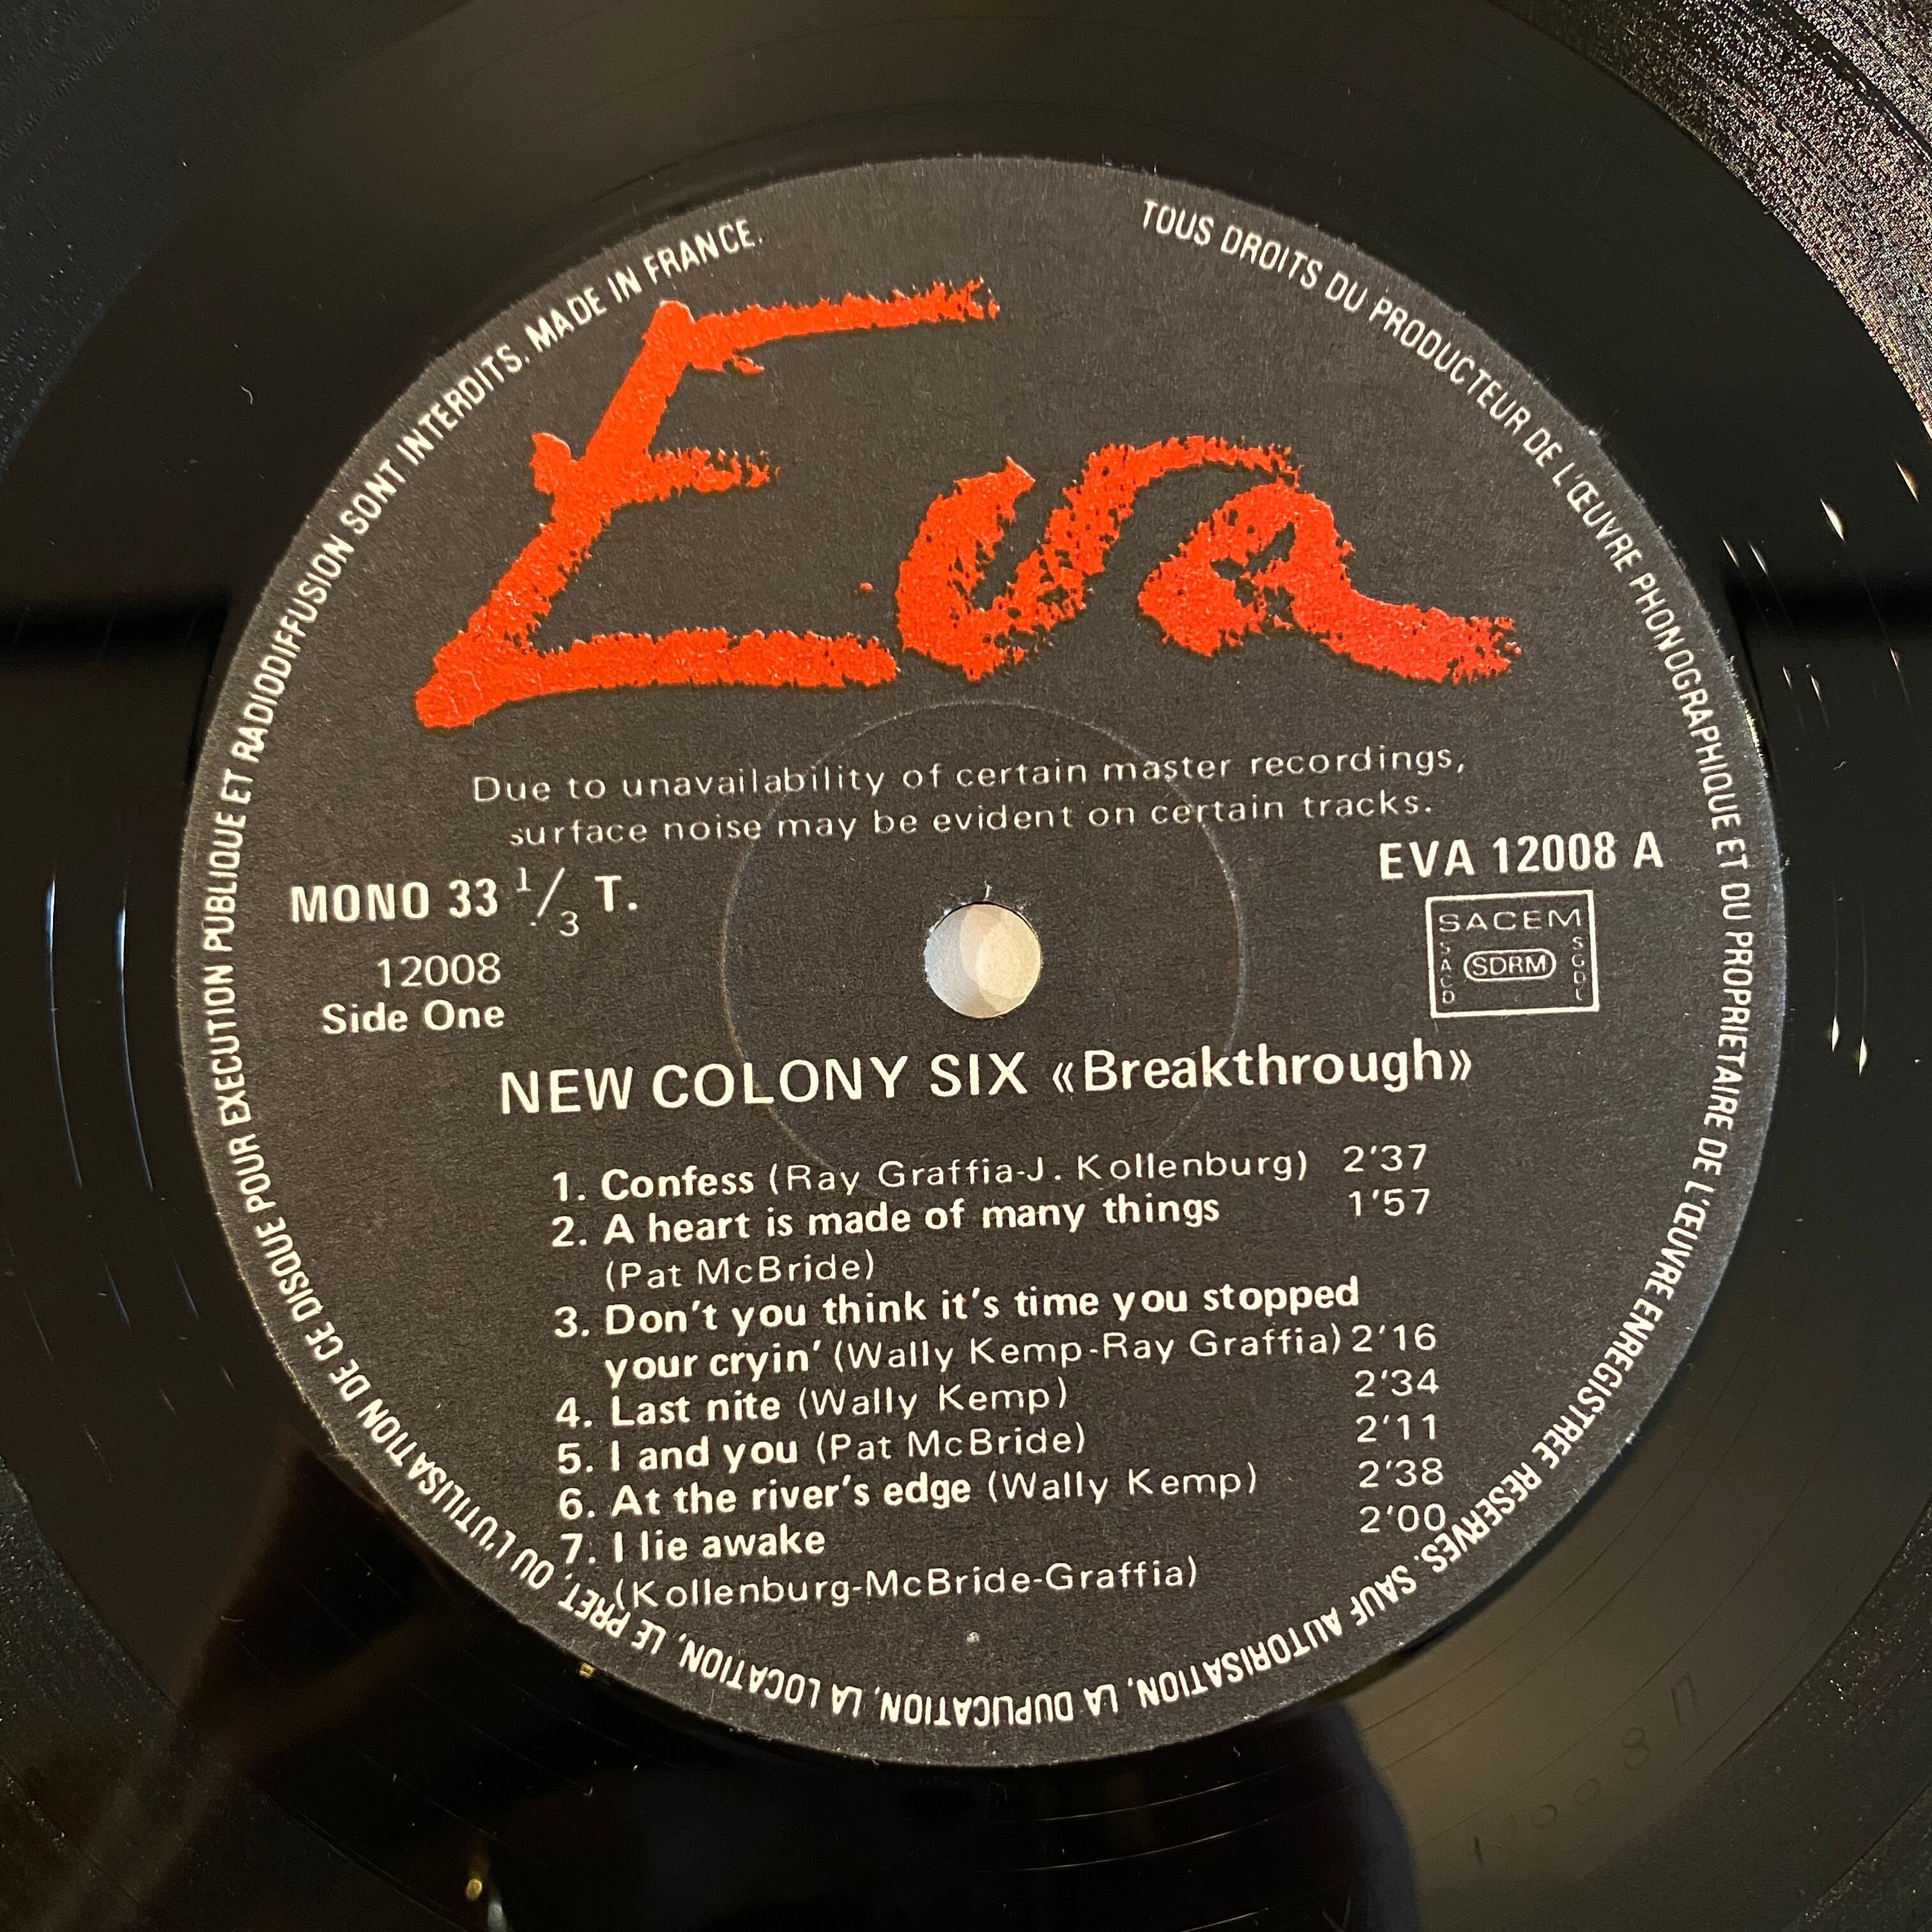 TOUS DROITS DU PRODUCTEUR DE L'ŒUVRE PHONOGRAPHIQUE ET DU PROPRIETAIRE DE L'ŒUVRE ENREGISTREE RESERVES. SAUF AUTORISATION, LA DUPLICATION, LA LOCATION, LE PRET, OU L'UTILISATION DE CE DISQUE POUR EXECUTION PUBLIQUE ET RADIODIFFUSION SONT INTERDITS. MADE IN FRANCE.
Eva
Due to unavailability of certain master recordings,
surface noise may be evident on certain tracks.
MONO 33 1/3 T.
EVA 12008 A
12008
Side One
SACEM
SACD
SDRM
SGDL
NEW COLONY SIX «Breakthrough»
1. Confess (Ray Graffia-J. Kollenburg) 2'37
2. A heart is made of many things 1'57
(Pat McBride)
3. Don't you think it's time you stopped
your cryin' (Wally Kemp-Ray Graffia) 2'16
4. Last nite (Wally Kemp) 2'34
5. I and you (Pat McBride) 2'11
6. At the river's edge (Wally Kemp) 2'38
7. I lie awake 2'00
(Kollenburg-McBride-Graffia)